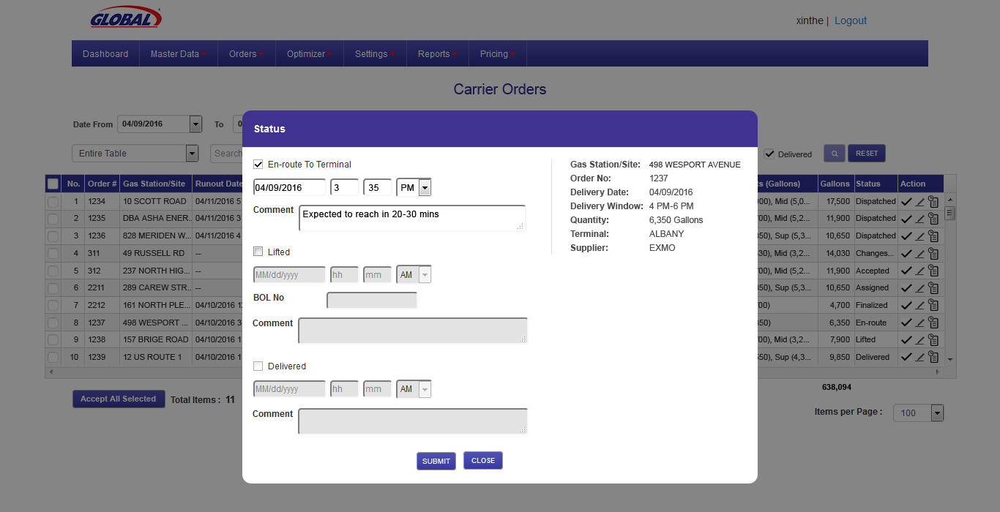 GLOBAL
xinthe | Logout
Dashboard Master Data Orders Optimizer Settings Reports Pricing
Carrier Orders
Date From 04/09/2016 To 0
Entire Table Search
Delivered RESET
Status
En-route To Terminal
04/09/2016 3 35 PM
Comment Expected to reach in 20-30 mins
Lifted
MM/dd/yyyy hh mm AM
BOL No
Comment
Delivered
MM/dd/yyyy hh mm AM
Comment
SUBMIT CLOSE
Gas Station/Site: 498 WESPORT AVENUE
Order No: 1237
Delivery Date: 04/09/2016
Delivery Window: 4 PM-6 PM
Quantity: 6,350 Gallons
Terminal: ALBANY
Supplier: EXMO
No. Order # Gas Station/Site Runout Date ts (Gallons) Gallons Status Action
1 1234 10 SCOTT ROAD 04/11/2016 5 00), Mid (5,0... 17,500 Dispatched
2 1235 DBA ASHA ENER.. 04/11/2016 3 00), Mid (5,2... 11,900 Dispatched
3 1236 828 MERIDEN W... 04/11/2016 4 350), Sup (5,3... 10,650 Dispatched
4 311 49 RUSSELL RD -- 30), Mid (3,2... 14,030 Changes...
5 312 237 NORTH HIG... -- 00), Mid (5,2... 11,900 Accepted
6 2211 289 CAREW STR.. -- 350), Sup (5,3... 10,650 Assigned
7 2212 161 NORTH PLE... 04/10/2016 12 00) 4,700 Finalized
8 1237 498 WESPORT ... 04/10/2016 3 350) 6,350 En-route
9 1238 157 BRIGE ROAD 04/10/2016 1 00), Mid (3,2... 7,900 Lifted
10 1239 12 US ROUTE 1 04/10/2016 1 50), Sup (4,3... 9,850 Delivered
638,094
Accept All Selected Total Items : 11
Items per Page : 100